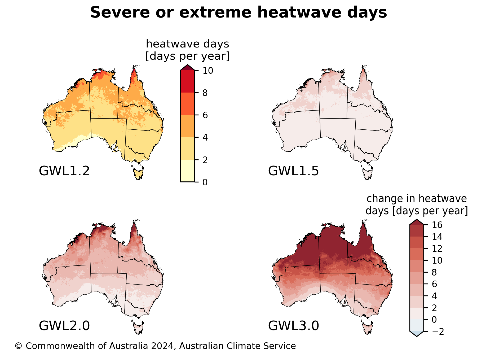 Severe or extreme heatwave days
heatwave days
[days per year]
10
8
6
4
2
0
GWL1.2
GWL1.5
change in heatwave
days [days per year]
16
14
12
10
8
6
4
2
0
−2
GWL2.0
GWL3.0
© Commonwealth of Australia 2024, Australian Climate Service